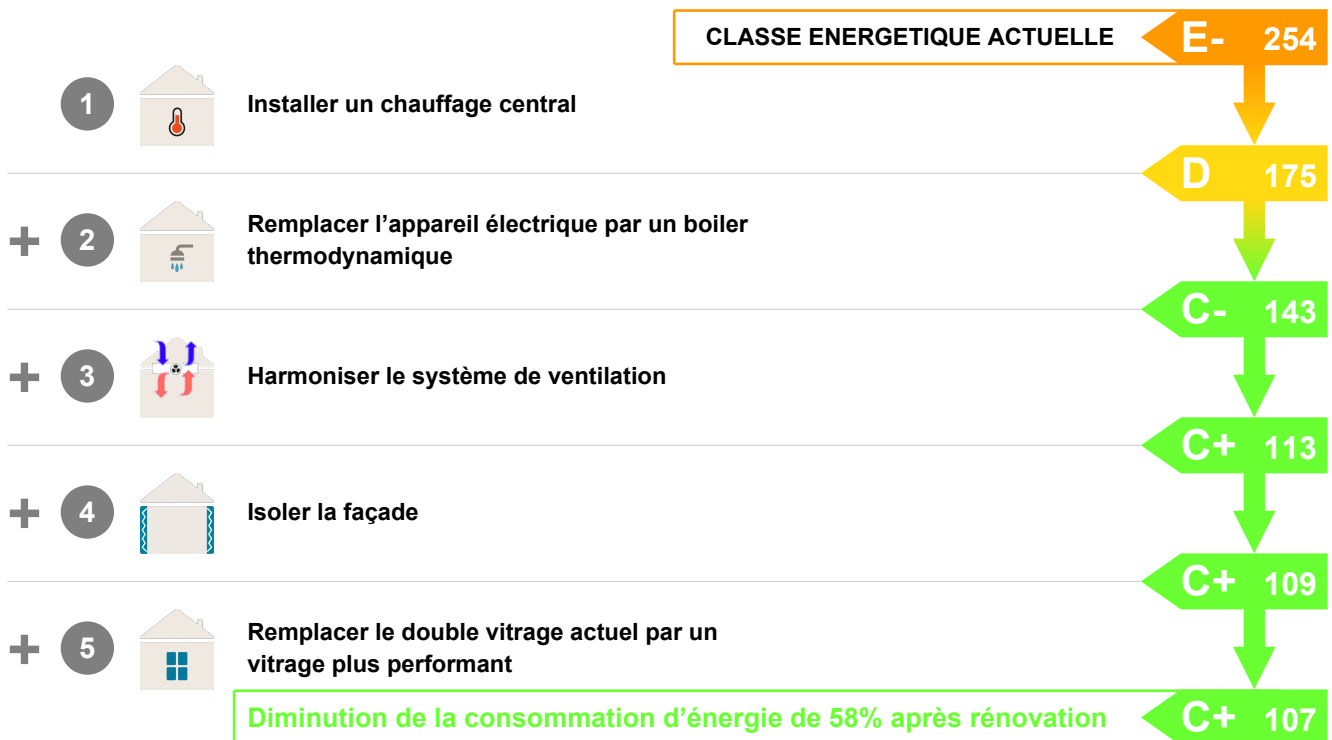 CLASSE ENERGETIQUE ACTUELLE E- 254
1 Installer un chauffage central
D 175
+ 2 Remplacer l’appareil électrique par un boiler
thermodynamique
C- 143
+ 3 Harmoniser le système de ventilation
C+ 113
+ 4 Isoler la façade
C+ 109
+ 5 Remplacer le double vitrage actuel par un
vitrage plus performant
Diminution de la consommation d’énergie de 58% après rénovation C+ 107